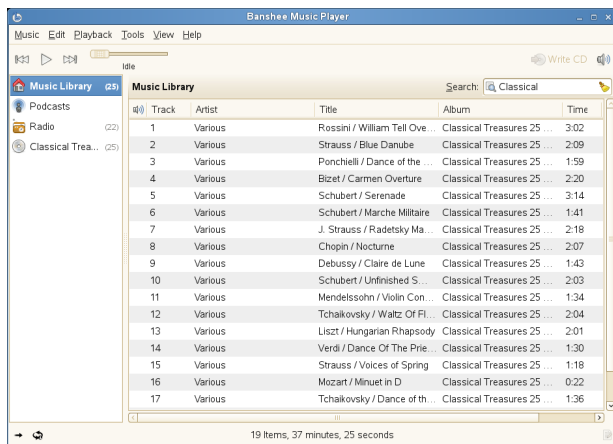 Banshee Music Player
Music Edit Playback Tools View Help
Idle
Write CD
Music Library (25)
Podcasts
Radio (22)
Classical Trea... (25)
Music Library
Search: Classical
Track Artist Title Album Time
1 Various Rossini / William Tell Ove... Classical Treasures 25 ... 3:02
2 Various Strauss / Blue Danube Classical Treasures 25 ... 2:09
3 Various Ponchielli / Dance of the ... Classical Treasures 25 ... 1:59
4 Various Bizet / Carmen Overture Classical Treasures 25 ... 2:20
5 Various Schubert / Serenade Classical Treasures 25 ... 3:14
6 Various Schubert / Marche Militaire Classical Treasures 25 ... 1:41
7 Various J. Strauss / Radetsky Ma... Classical Treasures 25 ... 2:18
8 Various Chopin / Nocturne Classical Treasures 25 ... 2:07
9 Various Debussy / Claire de Lune Classical Treasures 25 ... 1:43
10 Various Schubert / Unfinished S... Classical Treasures 25 ... 2:03
11 Various Mendelssohn / Violin Con... Classical Treasures 25 ... 1:34
12 Various Tchaikovsky / Waltz Of Fl... Classical Treasures 25 ... 2:04
13 Various Liszt / Hungarian Rhapsody Classical Treasures 25 ... 2:01
14 Various Verdi / Dance Of The Prie... Classical Treasures 25 ... 1:30
15 Various Strauss / Voices of Spring Classical Treasures 25 ... 1:18
16 Various Mozart / Minuet in D Classical Treasures 25 ... 0:22
17 Various Tchaikovsky / Dance of th... Classical Treasures 25 ... 1:36
19 Items, 37 minutes, 25 seconds